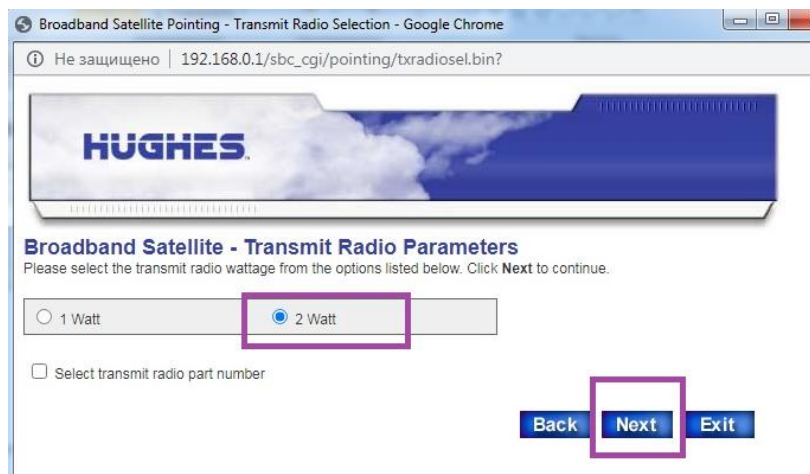 Broadband Satellite Pointing - Transmit Radio Selection - Google Chrome
Не защищено | 192.168.0.1/sbc_cgi/pointing/txradiosel.bin?
HUGHES.
Broadband Satellite - Transmit Radio Parameters
Please select the transmit radio wattage from the options listed below. Click Next to continue.
1 Watt 2 Watt
Select transmit radio part number
Back Next Exit